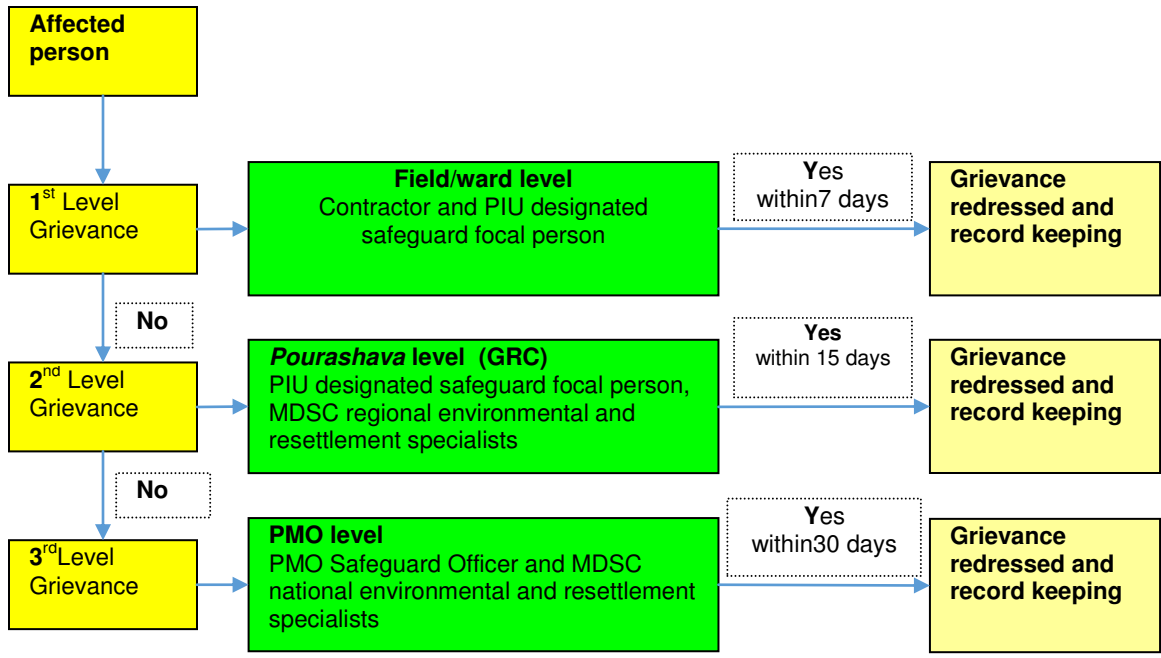 Affected
person
1st Level
Grievance
Field/ward level
Contractor and PIU designated
safeguard focal person
Yes
within7 days
Grievance
redressed and
record keeping
No
2nd Level
Grievance
Pourashava level (GRC)
PIU designated safeguard focal person,
MDSC regional environmental and
resettlement specialists
Yes
within 15 days
Grievance
redressed and
record keeping
No
3rdLevel
Grievance
PMO level
PMO Safeguard Officer and MDSC
national environmental and resettlement
specialists
Yes
within30 days
Grievance
redressed and
record keeping